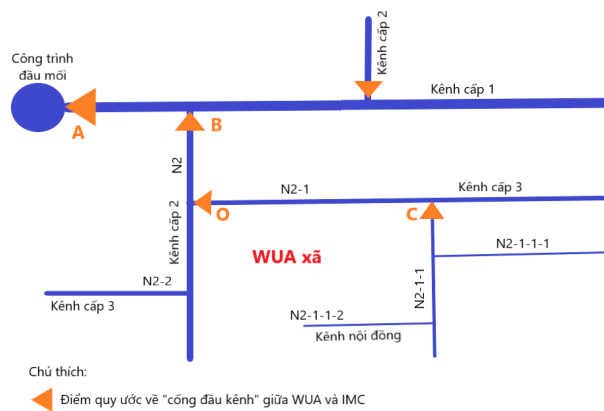 Kênh cấp 2
Công trình
đầu mối
Kênh cấp 1
A
B
N2
N2-1
Kênh cấp 3
Kênh cấp 2
O
C
WUA xã
N2-1-1-1
N2-2
Kênh cấp 3
N2-1-1
N2-1-1-2
Kênh nội đồng
Chú thích:
Điểm quy ước về "cống đầu kênh" giữa WUA và IMC